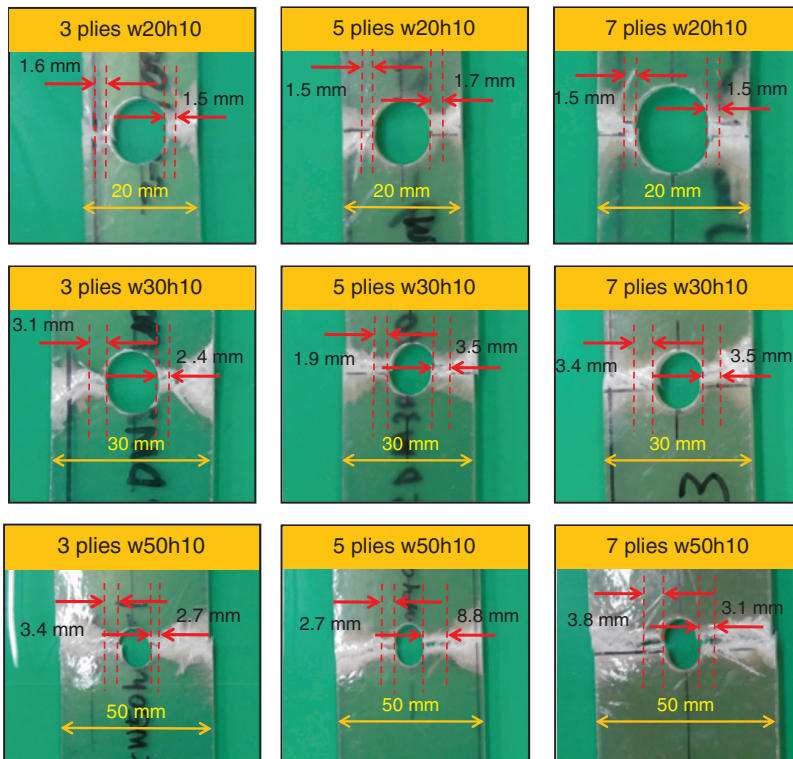 3 plies w20h10
1.6 mm
1.5 mm
20 mm
5 plies w20h10
1.5 mm
1.7 mm
20 mm
7 plies w20h10
1.5 mm
1.5 mm
20 mm
3 plies w30h10
3.1 mm
2 .4 mm
30 mm
5 plies w30h10
1.9 mm
3.5 mm
30 mm
7 plies w30h10
3.4 mm
3.5 mm
30 mm
3
3 plies w50h10
3.4 mm
2.7 mm
50 mm
5 plies w50h10
2.7 mm
8.8 mm
50 mm
7 plies w50h10
3.8 mm
3.1 mm
50 mm